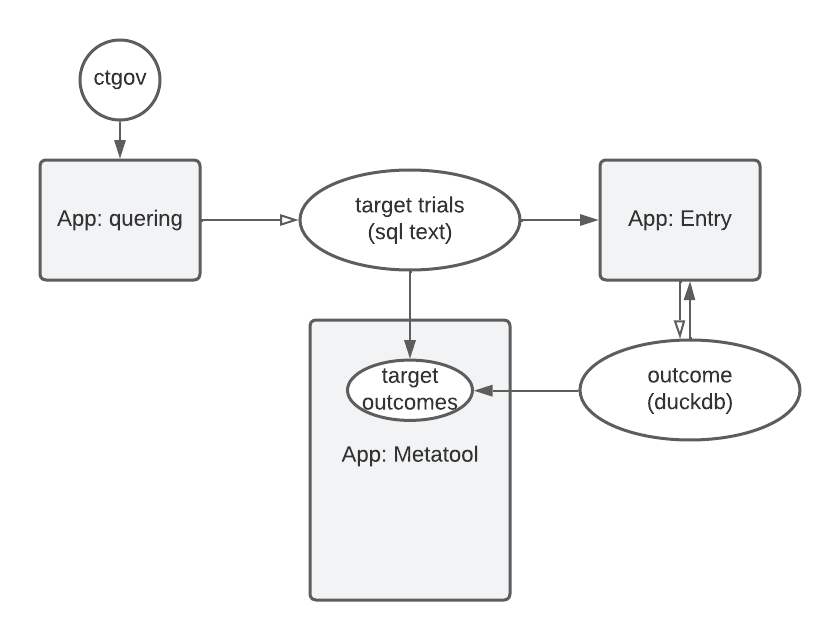 ctgov
App: quering
target trials
(sql text)
App: Entry
target
outcomes
outcome
(duckdb)
App: Metatool